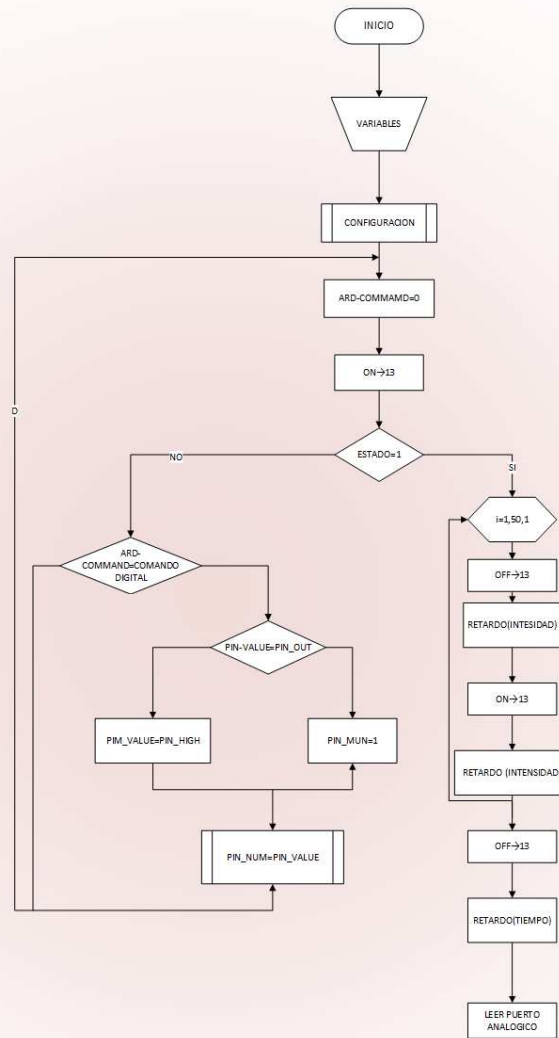 INICIO
VARIABLES
CONFIGURACION
ARD-COMMAMD=0
ON→13
ESTADO=1
NO
SI
D
ARD-
COMMAND=COMANDO
DIGITAL
PIN-VALUE=PIN_OUT
PIM_VALUE=PIN_HIGH
PIN_MUN=1
PIN_NUM=PIN_VALUE
i=1,50,1
OFF→13
RETARDO(INTESIDAD)
ON→13
RETARDO (INTENSIDAD
OFF→13
RETARDO(TIEMPO)
LEER PUERTO
ANALOGICO